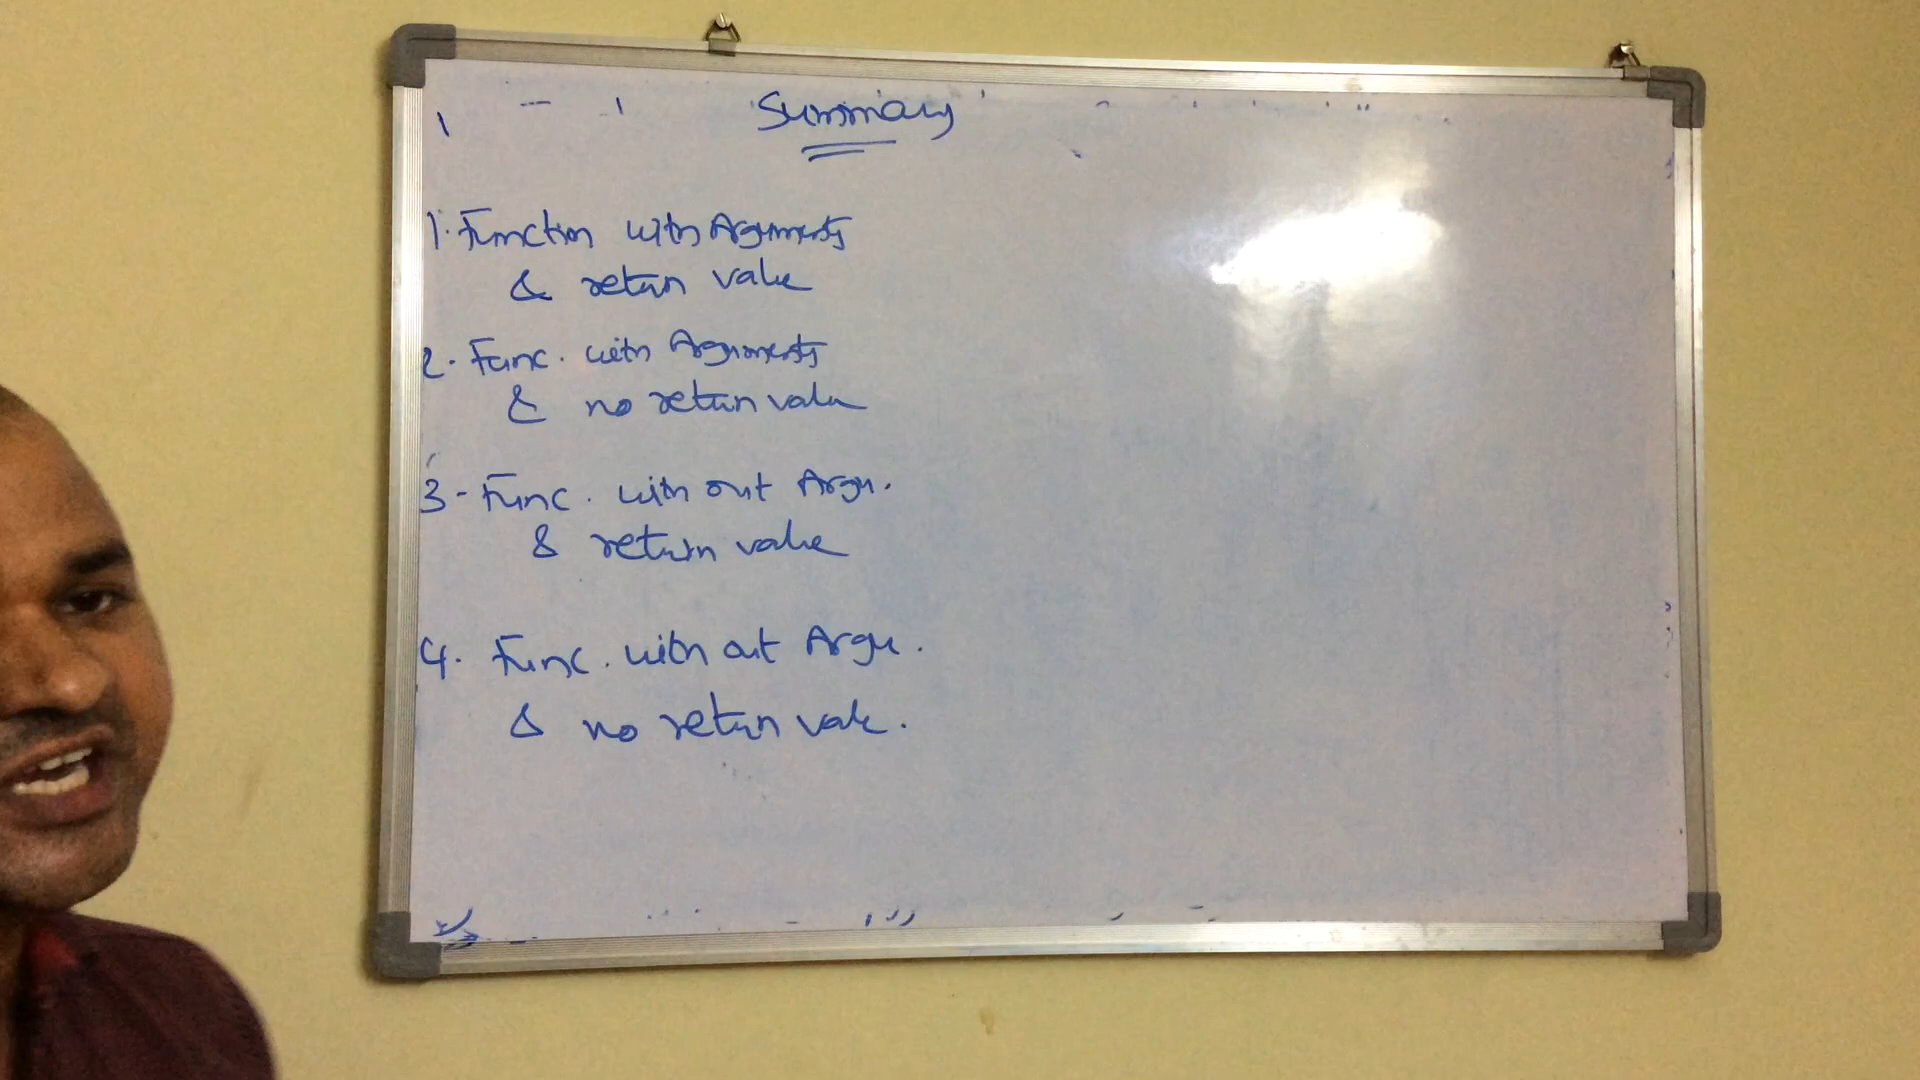 Summary
1. Function with Arguments
& return value
2. Func. with Arguments
& no return value
3 - Func. with out Argu.
& return value
4. Func. with out Argu.
& no return value.